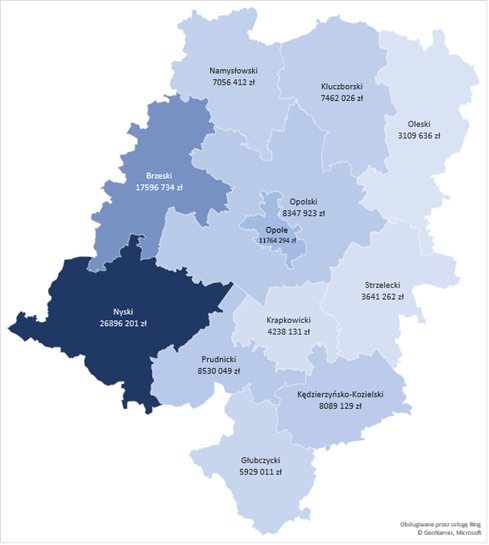 Namysłowski
7056 412 zł
Kluczborski
7462 026 zł
Oleski
3109 636 zł
Brzeski
17596 734 zł
Opolski
8347 923 zł
Opole
11764 294 zł
Strzelecki
3641 262 zł
Nyski
26896 201 zł
Krapkowicki
4238 131 zł
Prudnicki
8530 049 zł
Kędzierzyńsko-Kozielski
8089 129 zł
Głubczycki
5929 011 zł
Obsługiwane przez usługę Bing
© GeoNames, Microsoft